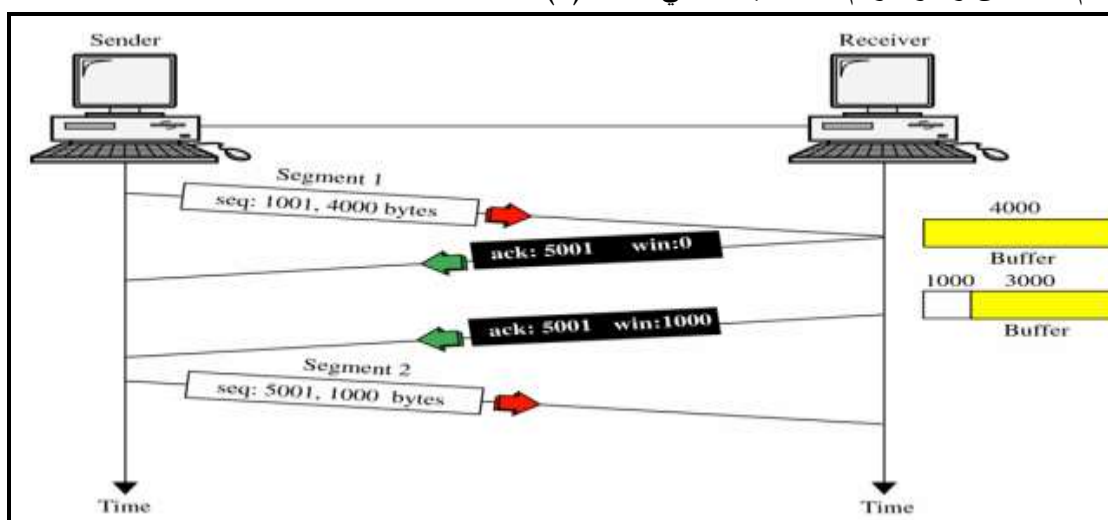 Sender
Receiver
Segment 1
seq: 1001, 4000 bytes
4000
ack: 5001 win:0
Buffer
1000 3000
ack: 5001 win:1000
Buffer
Segment 2
seq: 5001, 1000 bytes
Time
Time